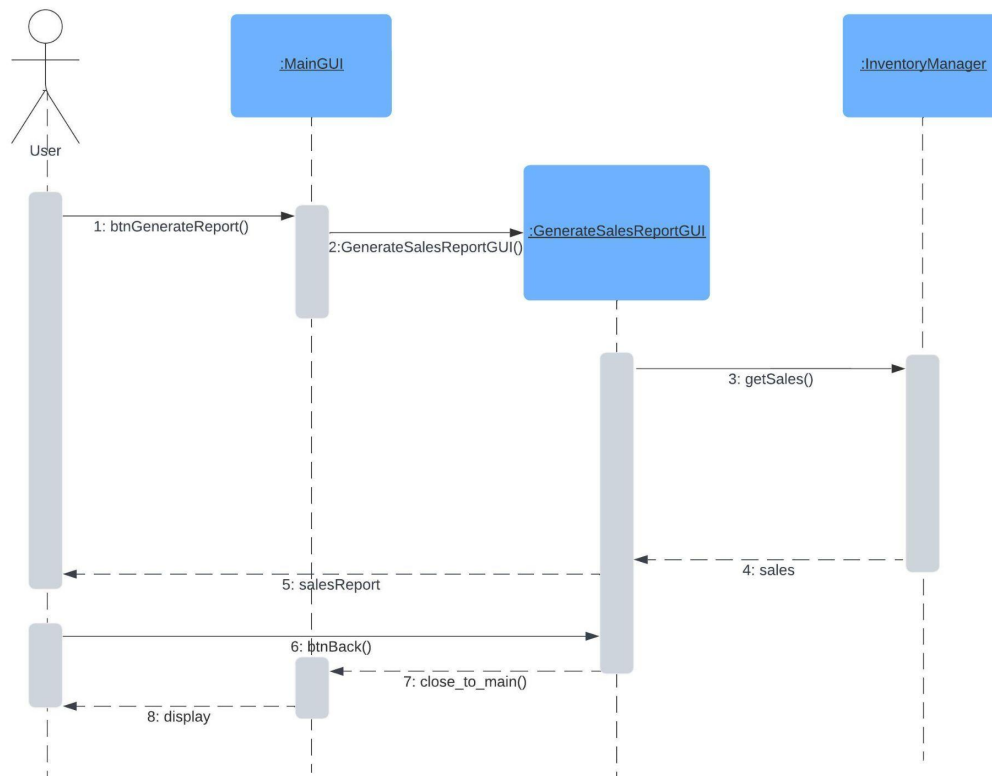 :MainGUI
:InventoryManager
User
:GenerateSalesReportGUI
1: btnGenerateReport()
2:GenerateSalesReportGUI()
3: getSales()
4: sales
5: salesReport
6: btnBack()
7: close_to_main()
8: display